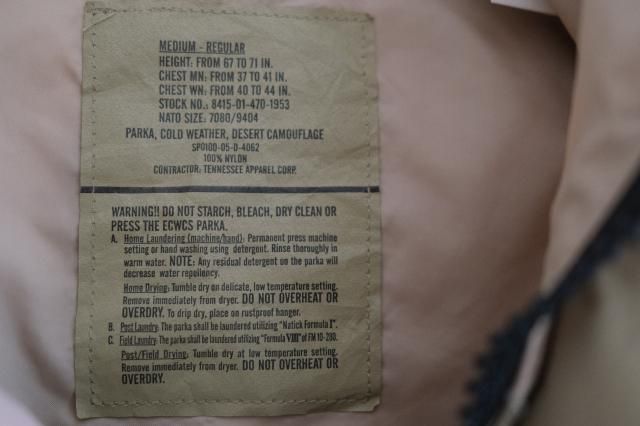 MEDIUM - REGULAR
HEIGHT: FROM 67 TO 71 IN.
CHEST MN: FROM 37 TO 41 IN.
CHEST WN: FROM 40 TO 44 IN.
STOCK NO.: 8415-01-470-1953
NATO SIZE: 7080/9404
PARKA, COLD WEATHER, DESERT CAMOUFLAGE
SPO100-05-D-4062
100% NYLON
CONTRACTOR: TENNESSEE APPAREL CORP.
WARNING!! DO NOT STARCH, BLEACH, DRY CLEAN OR
PRESS THE ECWCS PARKA.
A. Home Laundering (machine/hand): Permanent press machine
setting or hand washing using detergent. Rinse thoroughly in
warm water. NOTE: Any residual detergent on the parka will
decrease water repellency.
Home Drying: Tumble dry on delicate, low temperature setting.
Remove immediately from dryer. DO NOT OVERHEAT OR
OVERDRY. To drip dry, place on rustproof hanger.
B. Post Laundry: The parka shall be laundered utilizing "Natick Formula I".
C. Field Laundry: The parka shall be laundered utilizing "Formula VIII" of FM 10-280.
Post/Field Drying: Tumble dry at low temperature setting.
Remove immediately from dryer. DO NOT OVERHEAT OR
OVERDRY.